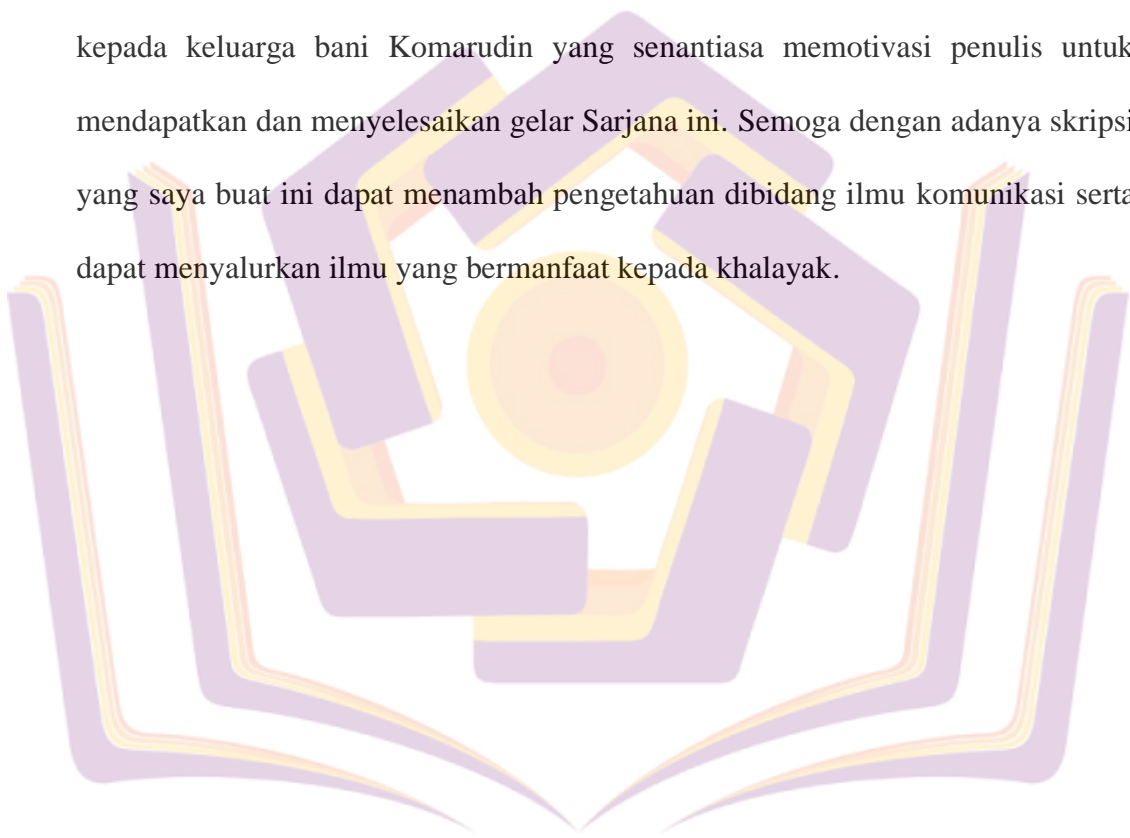 kepada keluarga bani Komarudin yang senantiasa memotivasi penulis untuk
mendapatkan dan menyelesaikan gelar Sarjana ini. Semoga dengan adanya skripsi
yang saya buat ini dapat menambah pengetahuan dibidang ilmu komunikasi serta
dapat menyalurkan ilmu yang bermanfaat kepada khalayak.